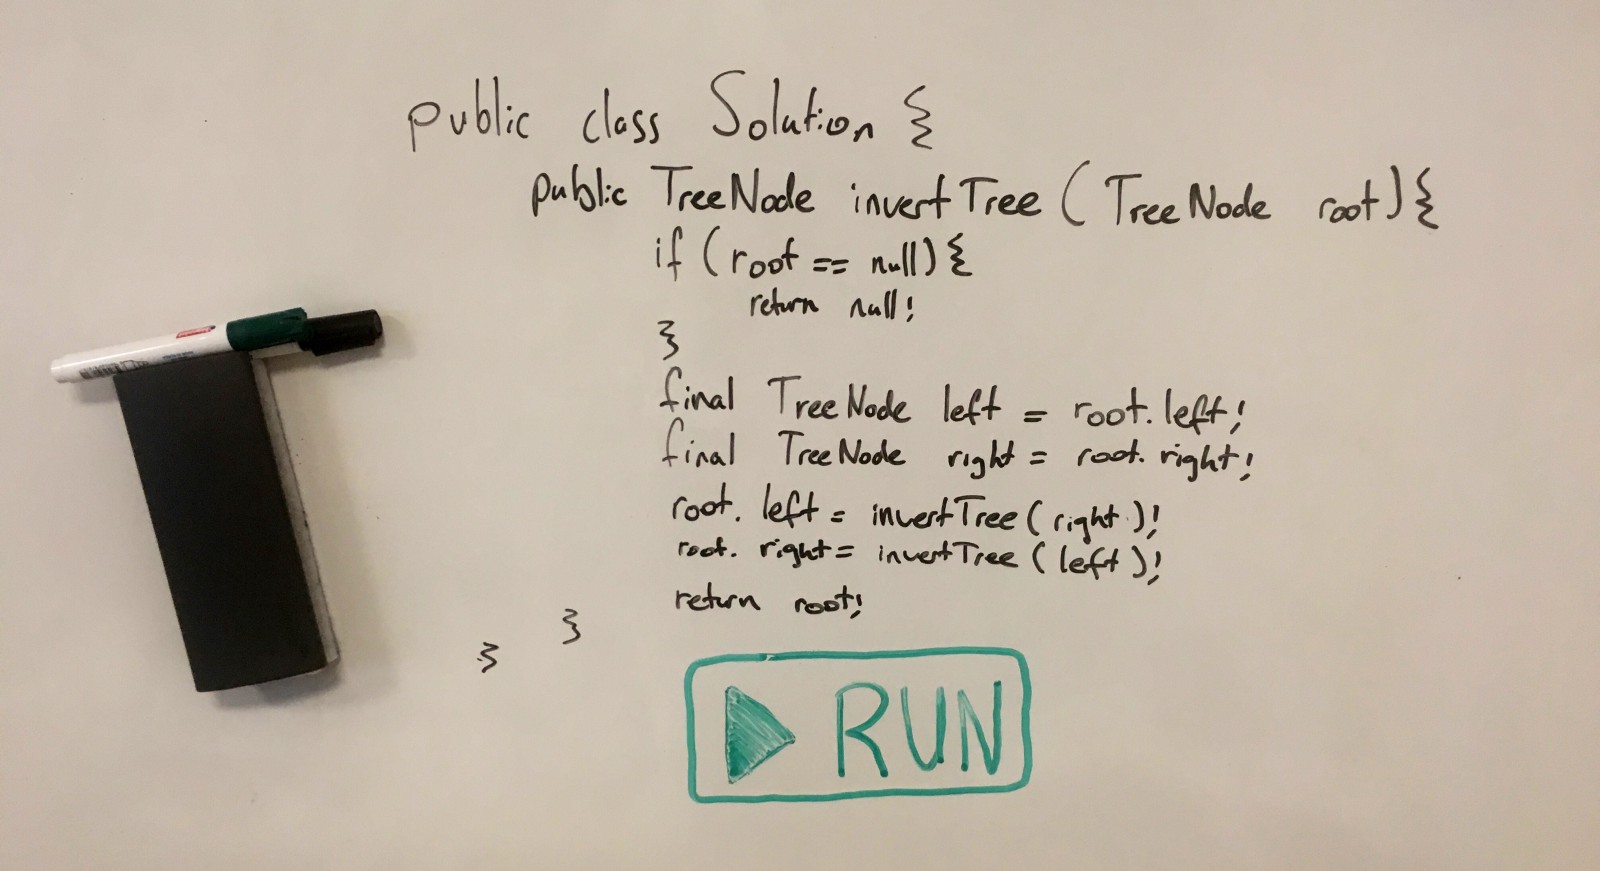 public class Solution {
public TreeNode invertTree (TreeNode root) {
if (root == null) {
return null;
}
final TreeNode left = root.left;
final TreeNode right = root.right;
root.left = invertTree(right);
root.right = invertTree(left);
return root;
}
}
RUN